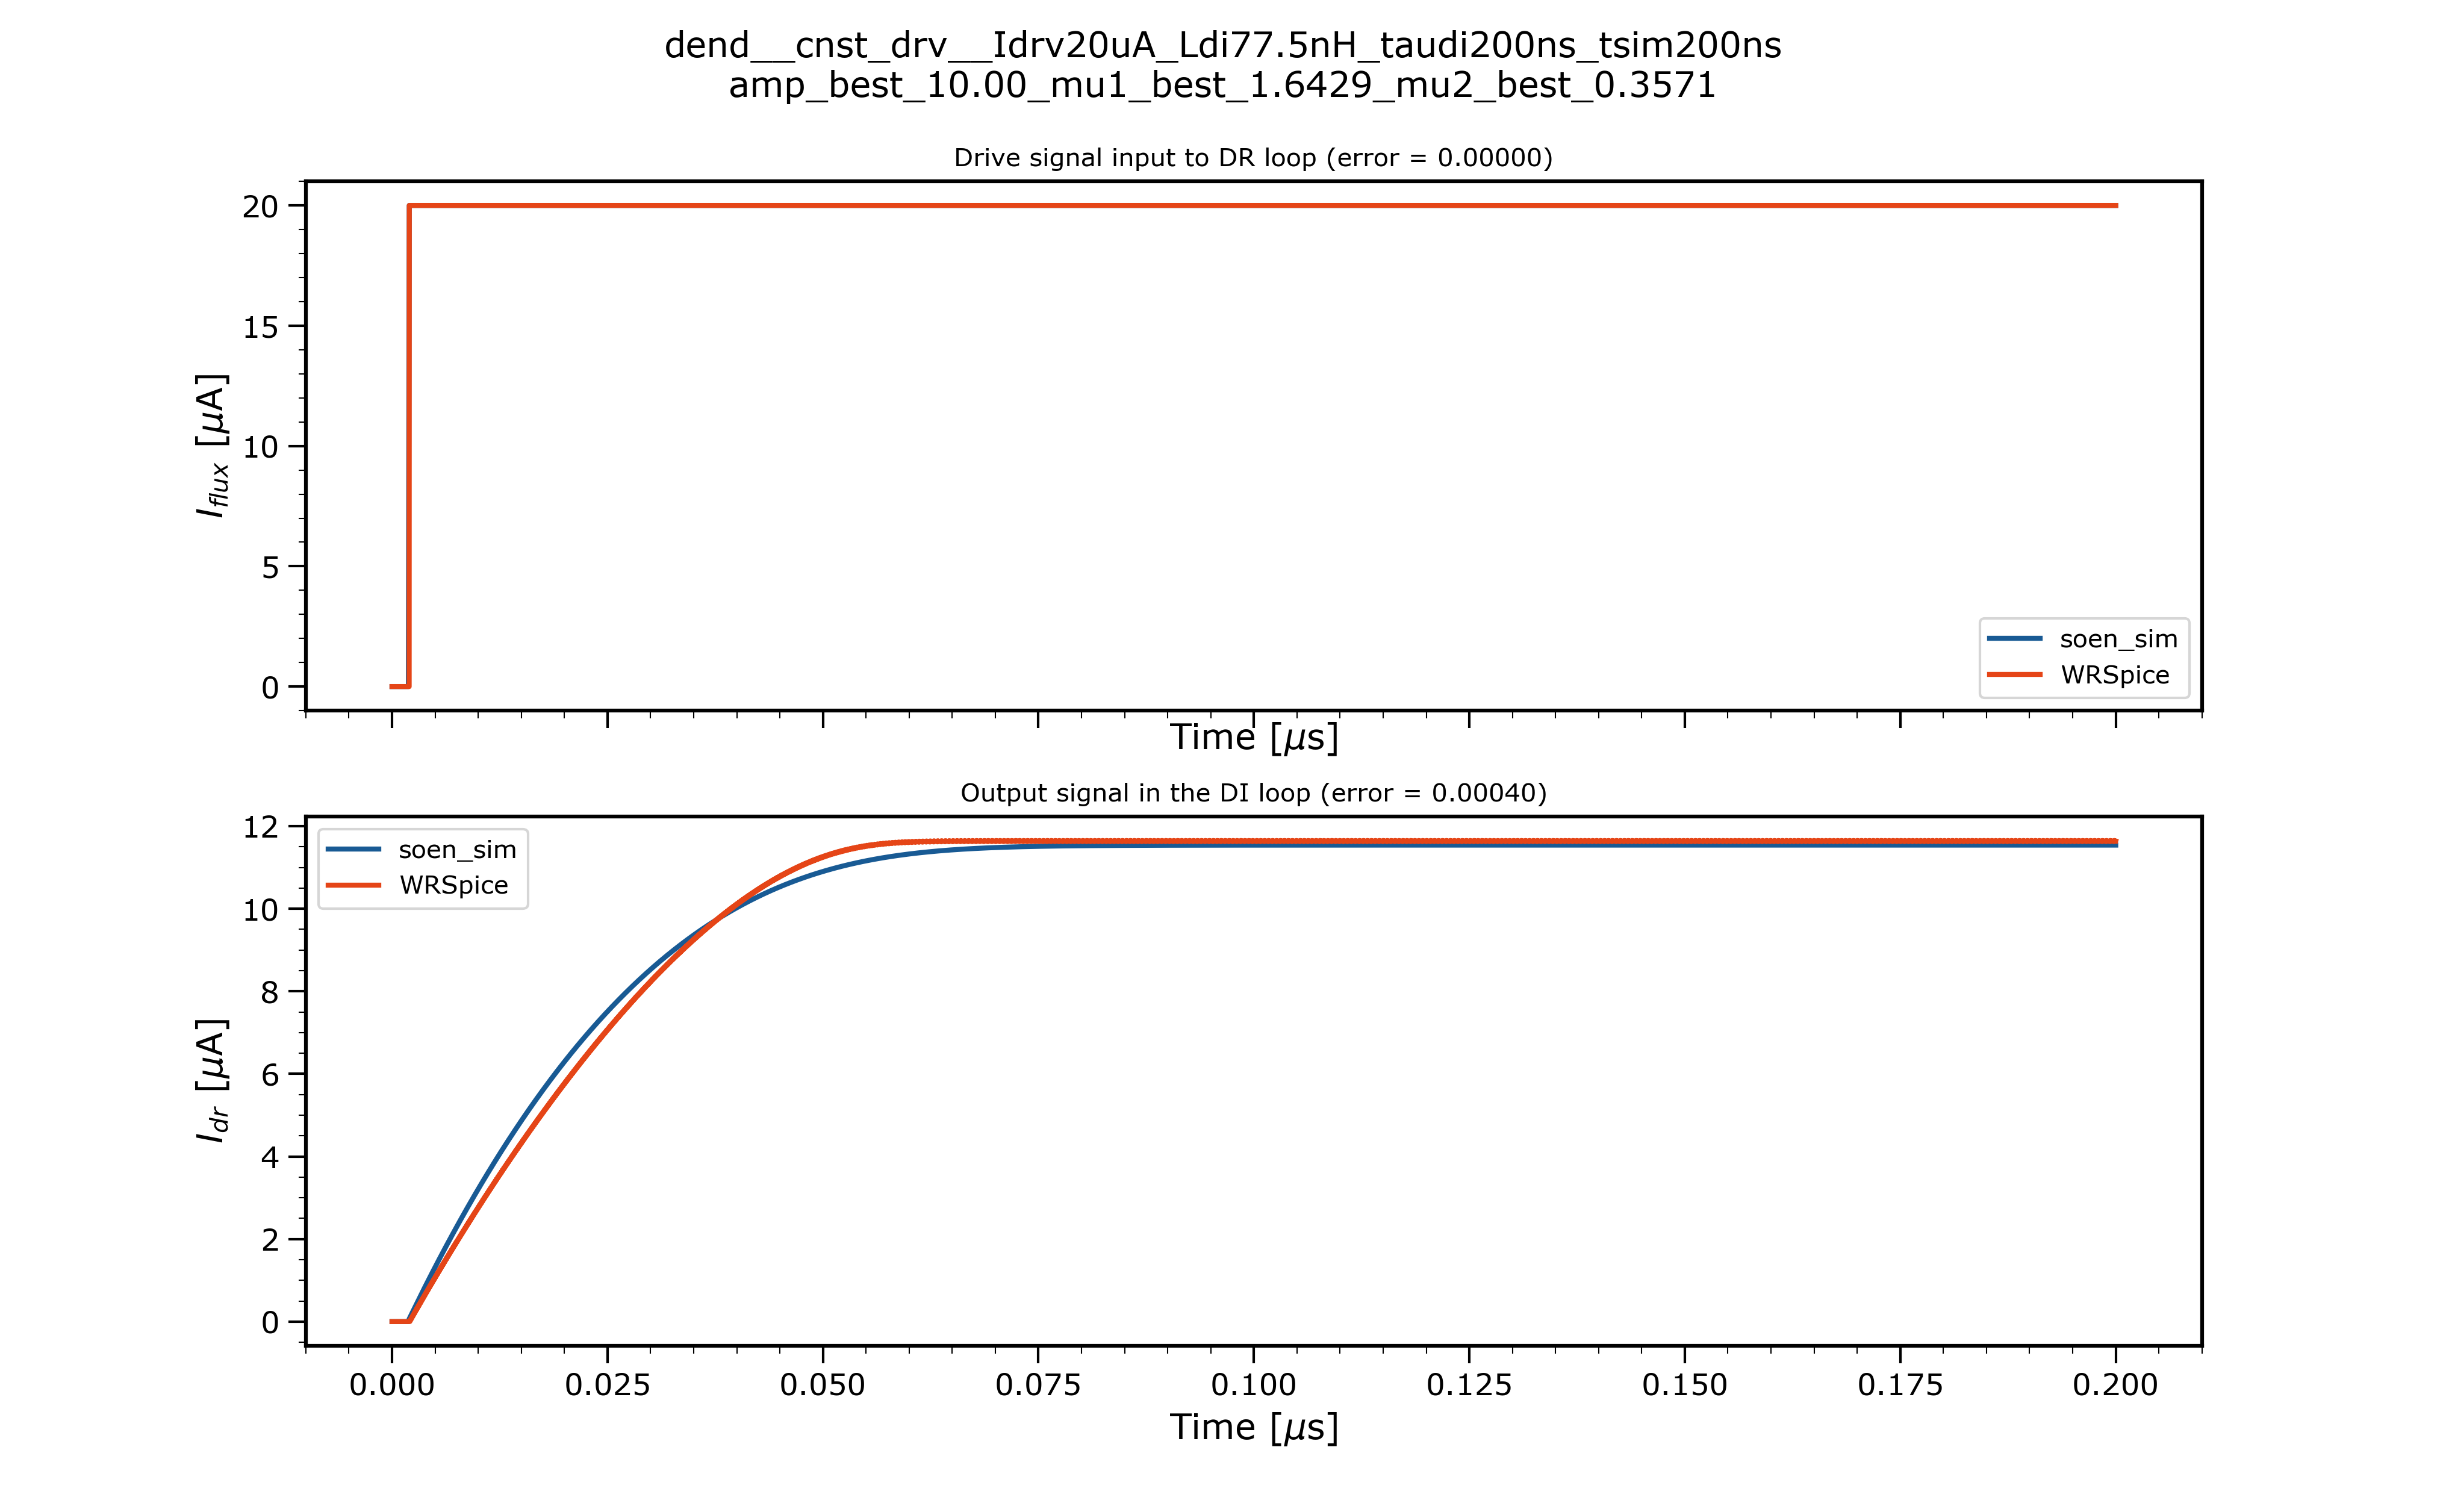 dend__cnst_drv__Idrv20uA_Ldi77.5nH_taudi200ns_tsim200ns
amp_best_10.00_mu1_best_1.6429_mu2_best_0.3571
Drive signal input to DR loop (error = 0.00000)
20
15
10
5
0
I_flux [μA]
soen_sim
WRSpice
Time [μs]
Output signal in the DI loop (error = 0.00040)
12
10
8
6
4
2
0
I_dr [μA]
soen_sim
WRSpice
0.000 0.025 0.050 0.075 0.100 0.125 0.150 0.175 0.200
Time [μs]